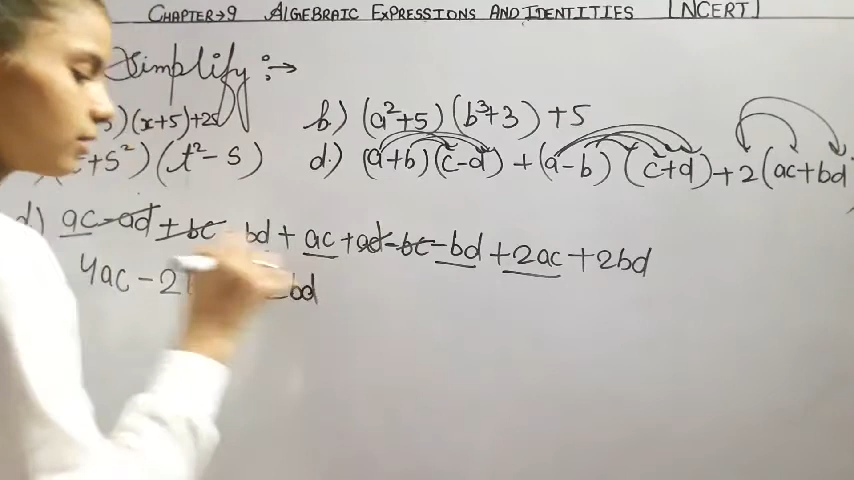 CHAPTER→9 ALGEBRAIC EXPRESSIONS AND IDENTITIES [NCERT]
Simplify :→
5)(x+5)+25 b.) (a²+5)(b³+3)+5
+s²)(t²-s) d.) (a+b)(c-d)+(a-b)(c+d)+2(ac+bd)
d) ac-ad+bc-bd+ac+ad-bc-bd+2ac+2bd
4ac-2 bd